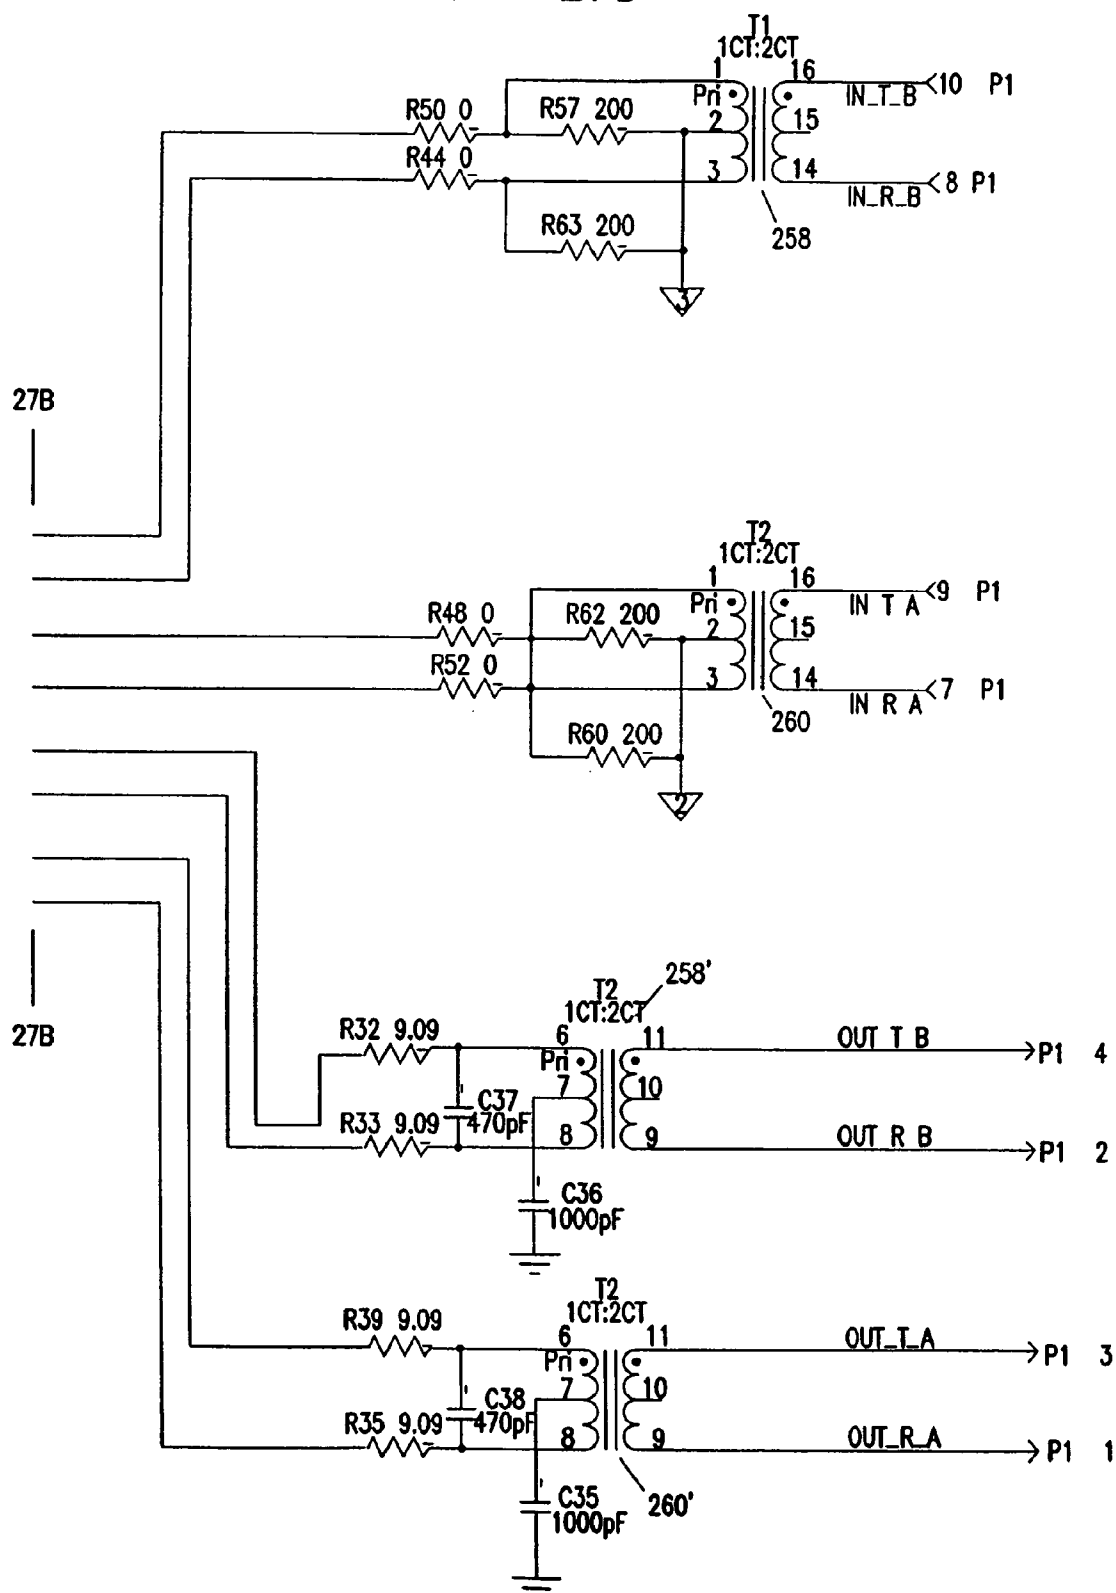 T1
1CT:2CT
1
16
Pri
IN_T_B
10 P1
R50 0
R57 200
2
15
R44 0
3
14
IN_R_B
8 P1
R63 200
258
3
27B
T2
1CT:2CT
1
16
Pri
IN T A
9 P1
R48 0
R62 200
2
15
R52 0
3
14
IN R A
7 P1
R60 200
260
2
27B
258'
T2
1CT:2CT
R32 9.09
6
11
OUT T B
P1 4
Pri
7
10
C37
470pF
R33 9.09
8
9
OUT R B
P1 2
C36
1000pF
T2
1CT:2CT
R39 9.09
6
11
OUT_T_A
P1 3
Pri
7
10
C38
470pF
R35 9.09
8
9
OUT_R_A
P1 1
C35
1000pF
260'